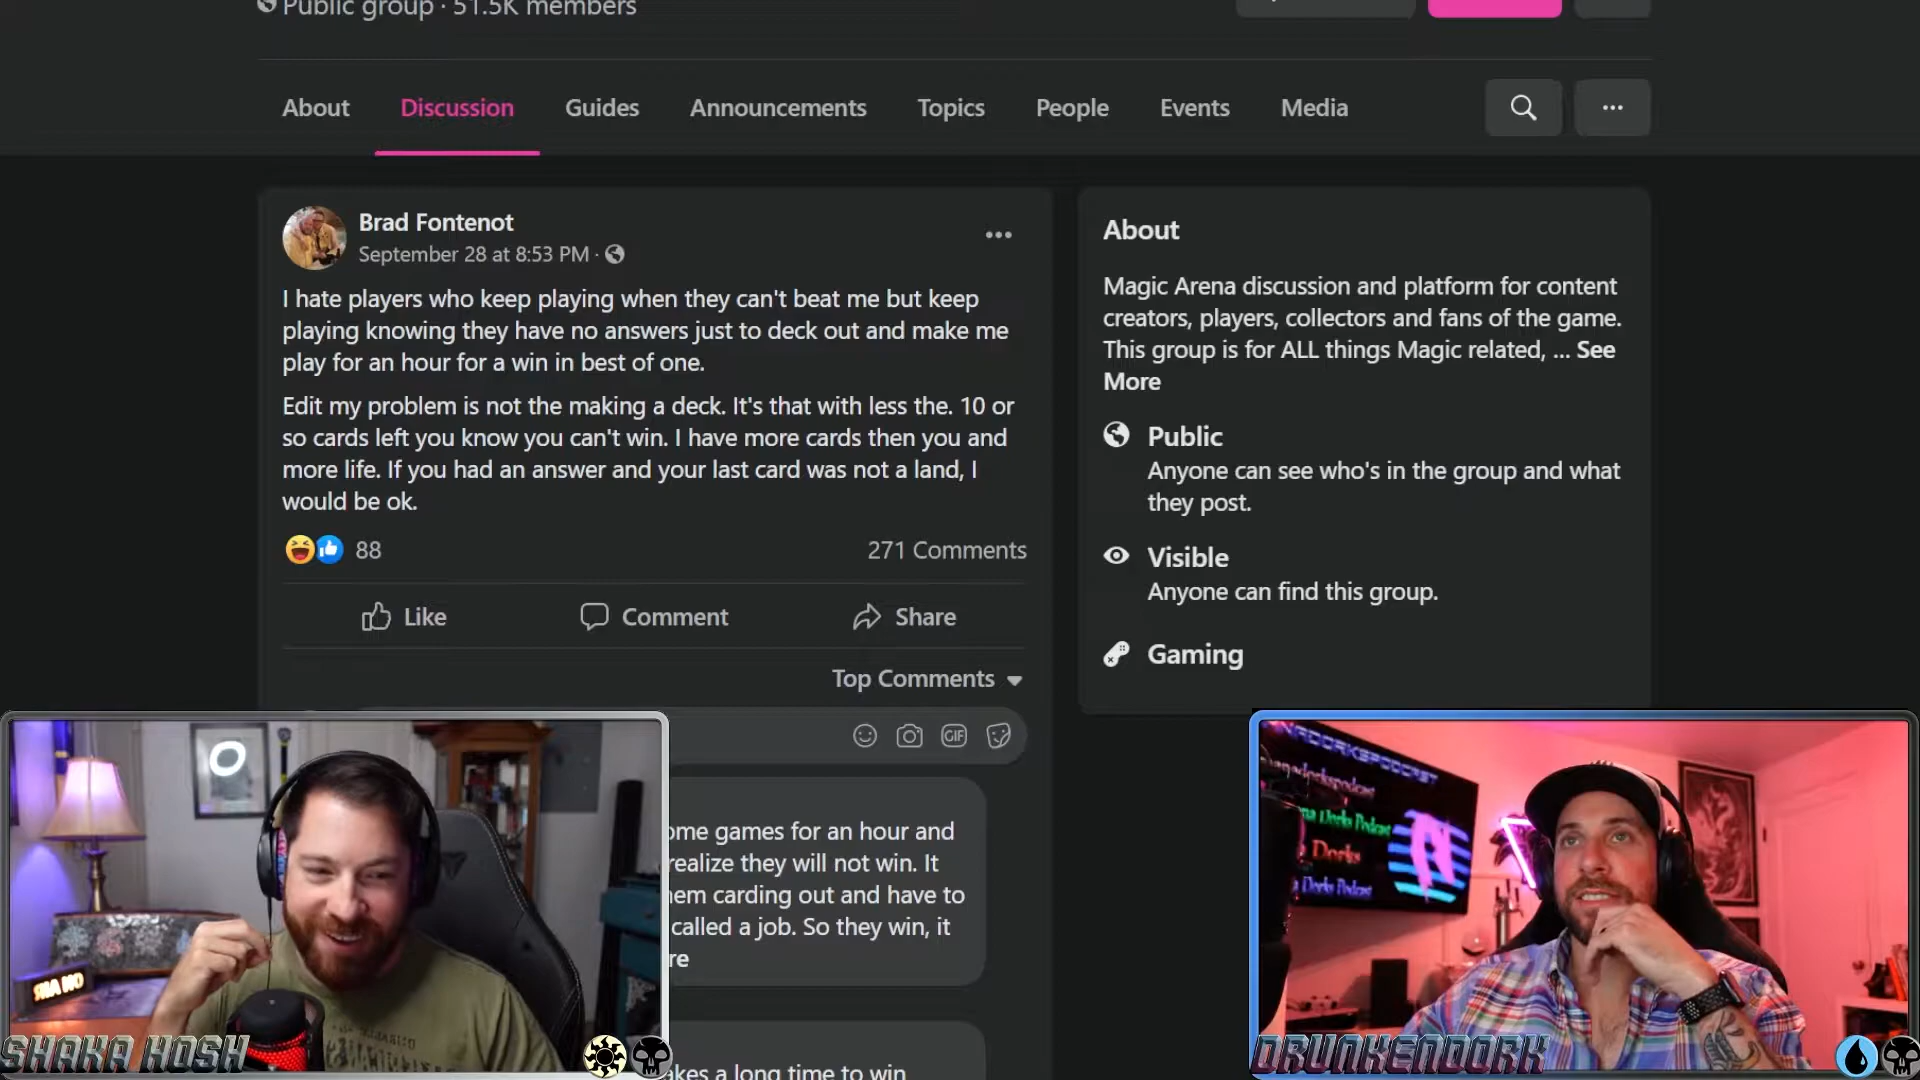 Public group · 51.5K members
About Discussion Guides Announcements Topics People Events Media
Brad Fontenot
September 28 at 8:53 PM ·
I hate players who keep playing when they can't beat me but keep
playing knowing they have no answers just to deck out and make me
play for an hour for a win in best of one.
Edit my problem is not the making a deck. It's that with less the. 10 or
so cards left you know you can't win. I have more cards then you and
more life. If you had an answer and your last card was not a land, I
would be ok.
88
271 Comments
Like Comment Share
Top Comments
GIF
ome games for an hour and
realize they will not win. It
em carding out and have to
called a job. So they win, it
re
akes a long time to win
About
Magic Arena discussion and platform for content
creators, players, collectors and fans of the game.
This group is for ALL things Magic related, ... See
More
Public
Anyone can see who's in the group and what
they post.
Visible
Anyone can find this group.
Gaming
ON AIR
SHAKA HOSH
Dorks
Dorks Podcast
DRUNKENDORK